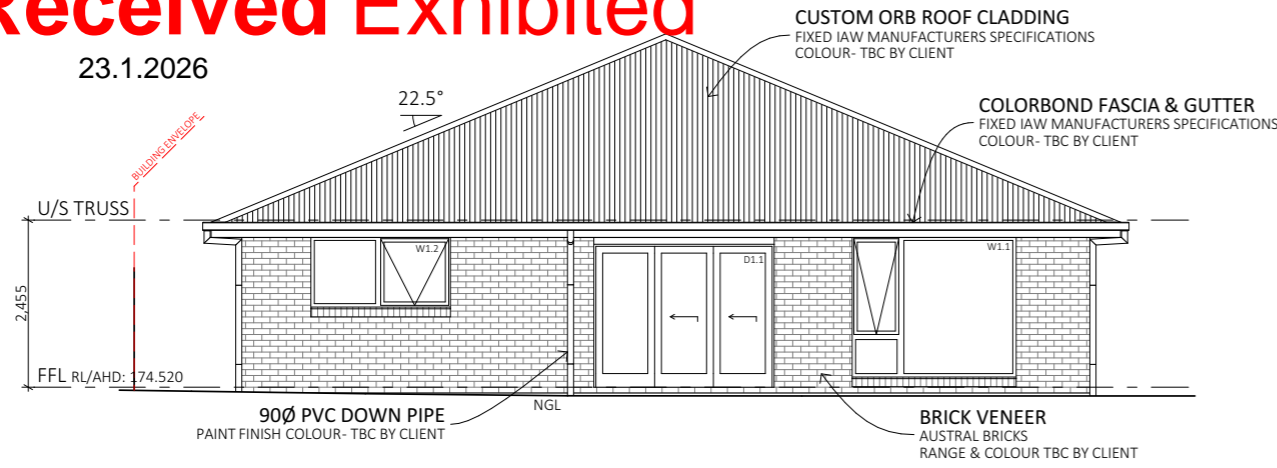 Received Exhibited
23.1.2026
CUSTOM ORB ROOF CLADDING
FIXED IAW MANUFACTURERS SPECIFICATIONS
COLOUR- TBC BY CLIENT
22.5°
COLORBOND FASCIA & GUTTER
FIXED IAW MANUFACTURERS SPECIFICATIONS
COLOUR- TBC BY CLIENT
BUILDING ENVELOPE
U/S TRUSS
W1.2
D1.1
W1.1
2,455
FFL RL/AHD: 174.520
NGL
90Ø PVC DOWN PIPE
PAINT FINISH COLOUR- TBC BY CLIENT
BRICK VENEER
AUSTRAL BRICKS
RANGE & COLOUR TBC BY CLIENT